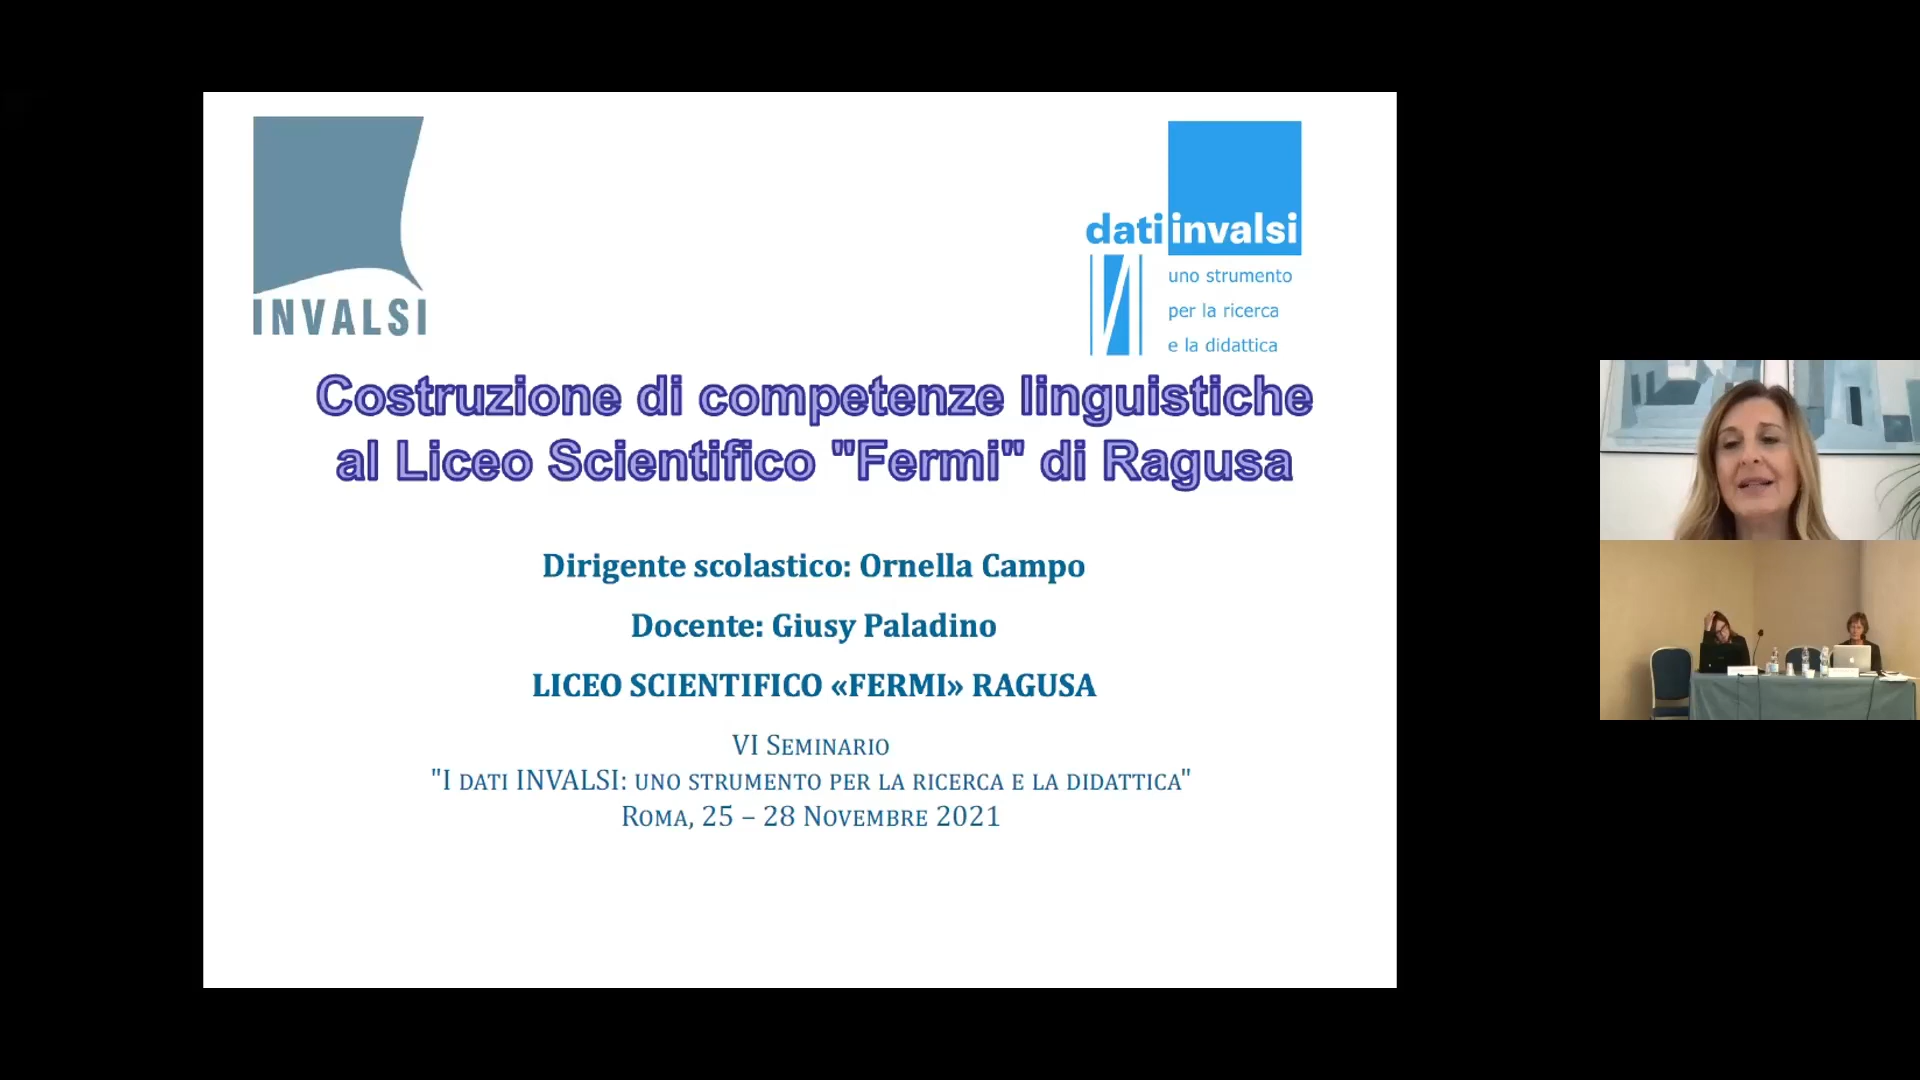 INVALSI
dati invalsi
uno strumento
per la ricerca
e la didattica
Costruzione di competenze linguistiche
al Liceo Scientifico "Fermi" di Ragusa
Dirigente scolastico: Ornella Campo
Docente: Giusy Paladino
LICEO SCIENTIFICO «FERMI» RAGUSA
VI SEMINARIO
"I DATI INVALSI: UNO STRUMENTO PER LA RICERCA E LA DIDATTICA"
ROMA, 25 – 28 NOVEMBRE 2021